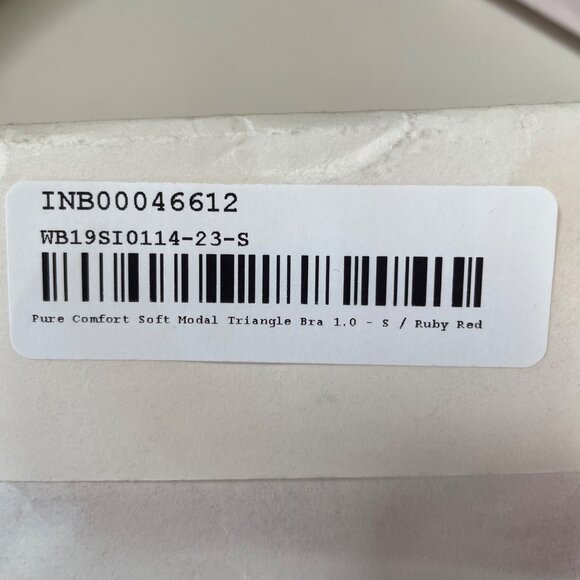 INB00046612
WB19SI0114-23-S
Pure Comfort Soft Modal Triangle Bra 1.0 - S / Ruby Red